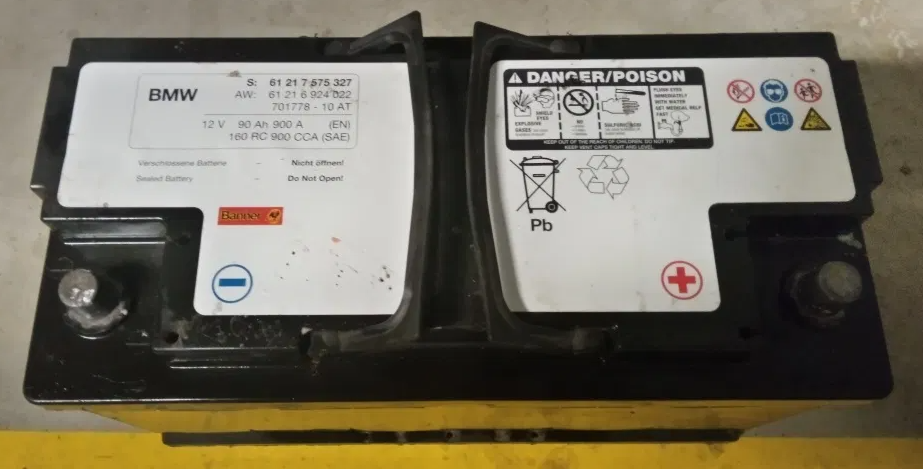 BMW
S: 61 21 7 575 327
AW: 61 21 6 924 022
701778 - 10 AT
12 V 90 Ah 900 A (EN)
160 RC 900 CCA (SAE)
Verschlossene Batterie - Nicht öffnen!
Sealed Battery - Do Not Open!
Banner
DANGER/POISON
SHIELD
EYES
EXPLOSIVE
GASES
NO
SULFURIC ACID
FLUSH EYES
IMMEDIATELY
WITH WATER
GET MEDICAL HELP
FAST
KEEP OUT OF THE REACH OF CHILDREN. DO NOT TIP.
KEEP VENT CAPS TIGHT AND LEVEL.
Pb